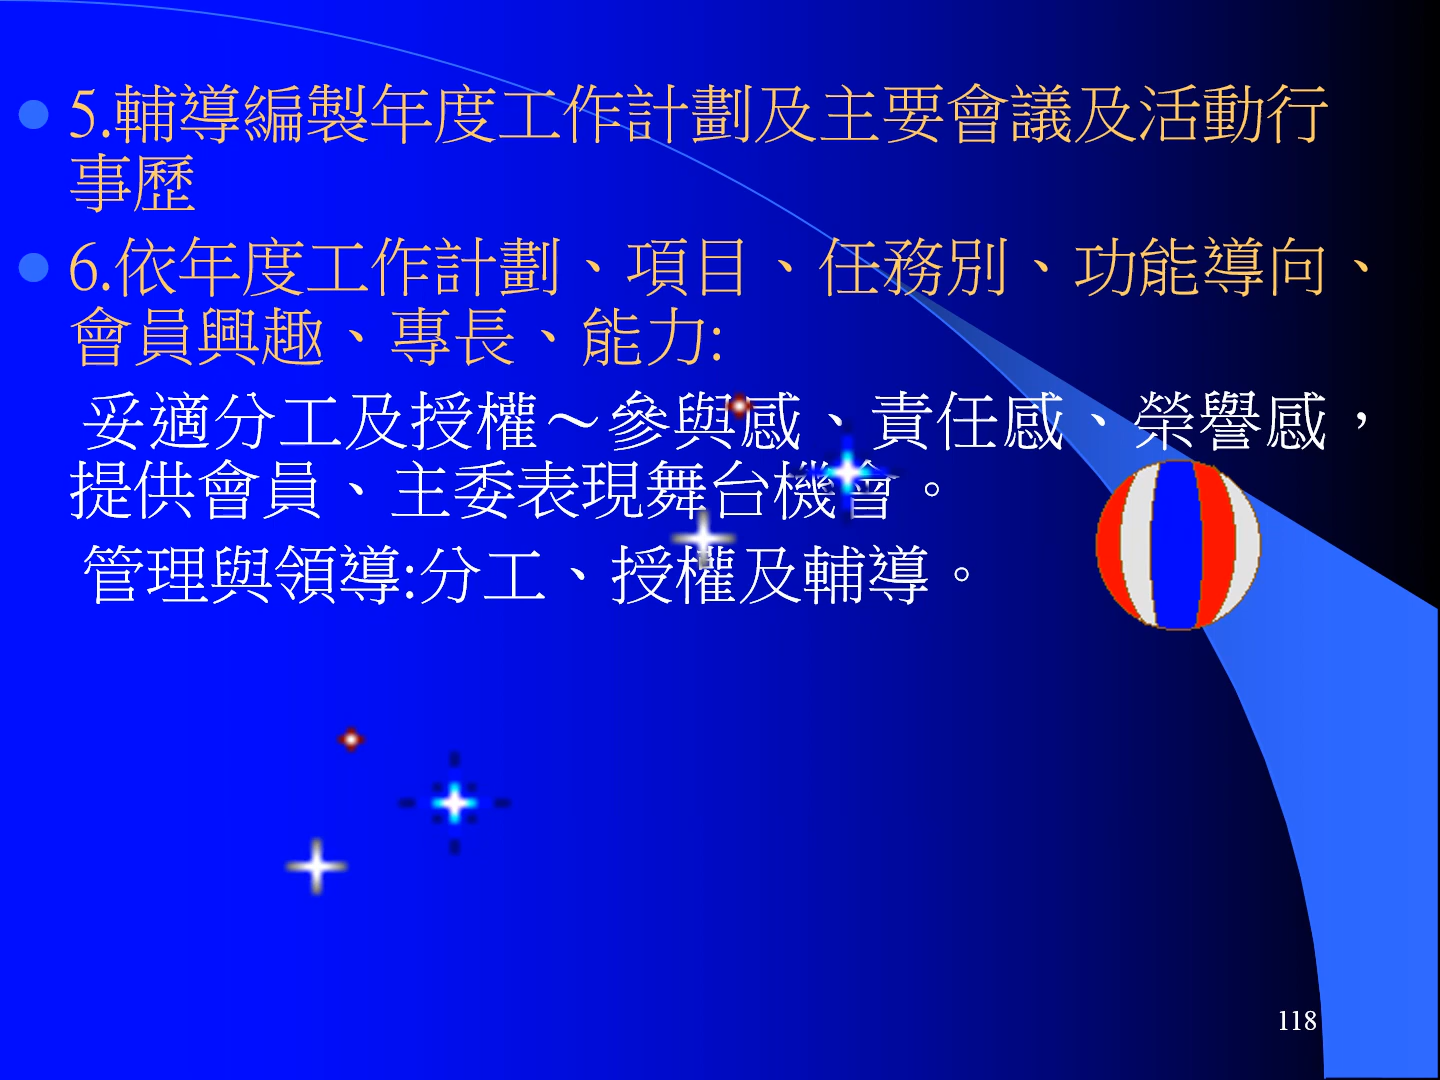 5.輔導編製年度工作計劃及主要會議及活動行
事歷
6.依年度工作計劃、項目、任務別、功能導向、
會員興趣、專長、能力:
妥適分工及授權～參與感、責任感、榮譽感，
提供會員、主委表現舞台機會。
管理與領導:分工、授權及輔導。
118